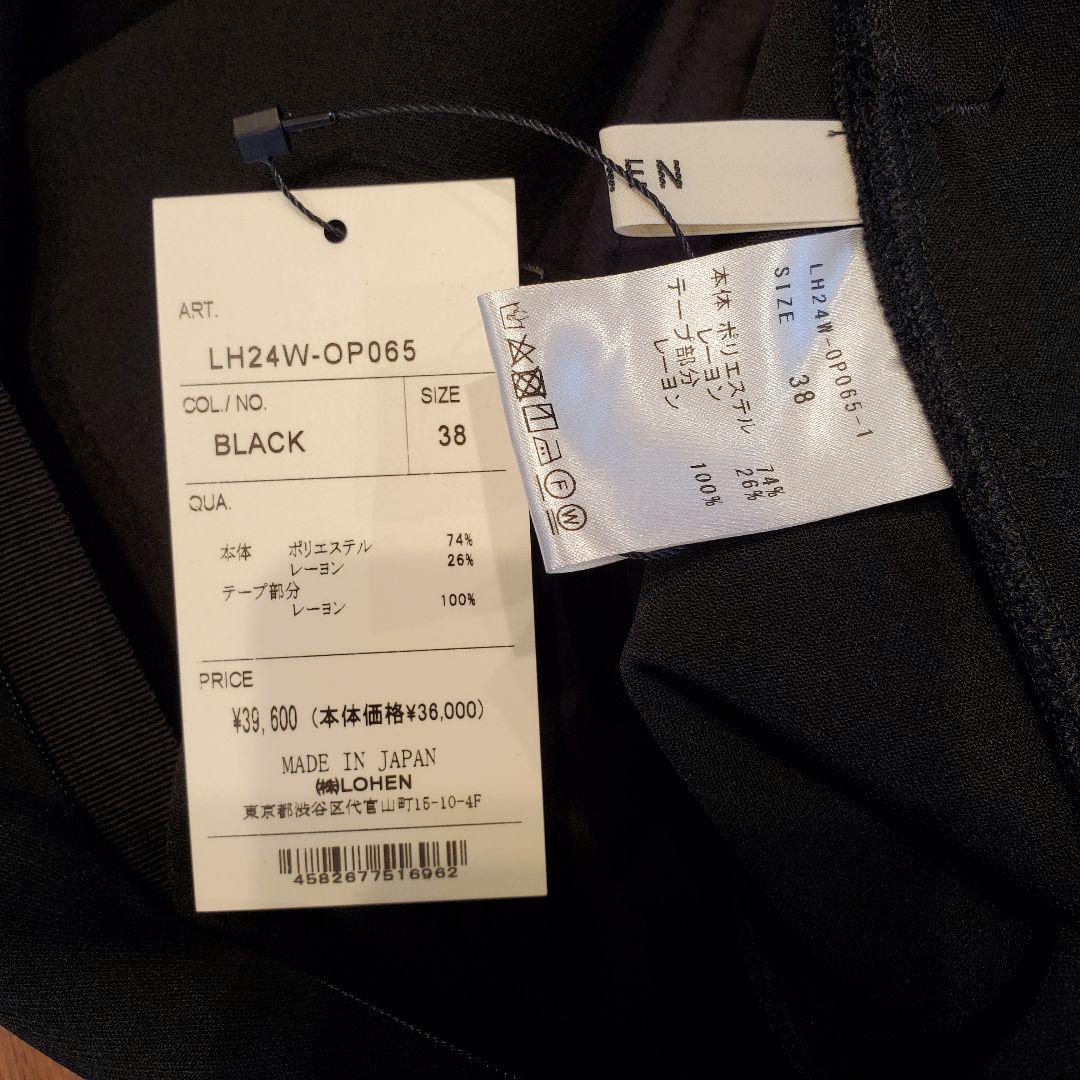 ART.
LH24W-OP065
COL./NO.
SIZE
BLACK
38
QUA.
本体 ポリエステル 74%
レーヨン 26%
テープ部分
レーヨン 100%
PRICE
¥39,600 (本体価格¥36,000)
MADE IN JAPAN
㈱LOHEN
東京都渋谷区代官山町15-10-4F
4582677516962
LH24W-OP065-1
SIZE 38
本体 ポリエステル 74%
レーヨン 26%
テープ部分
レーヨン 100%
F
W